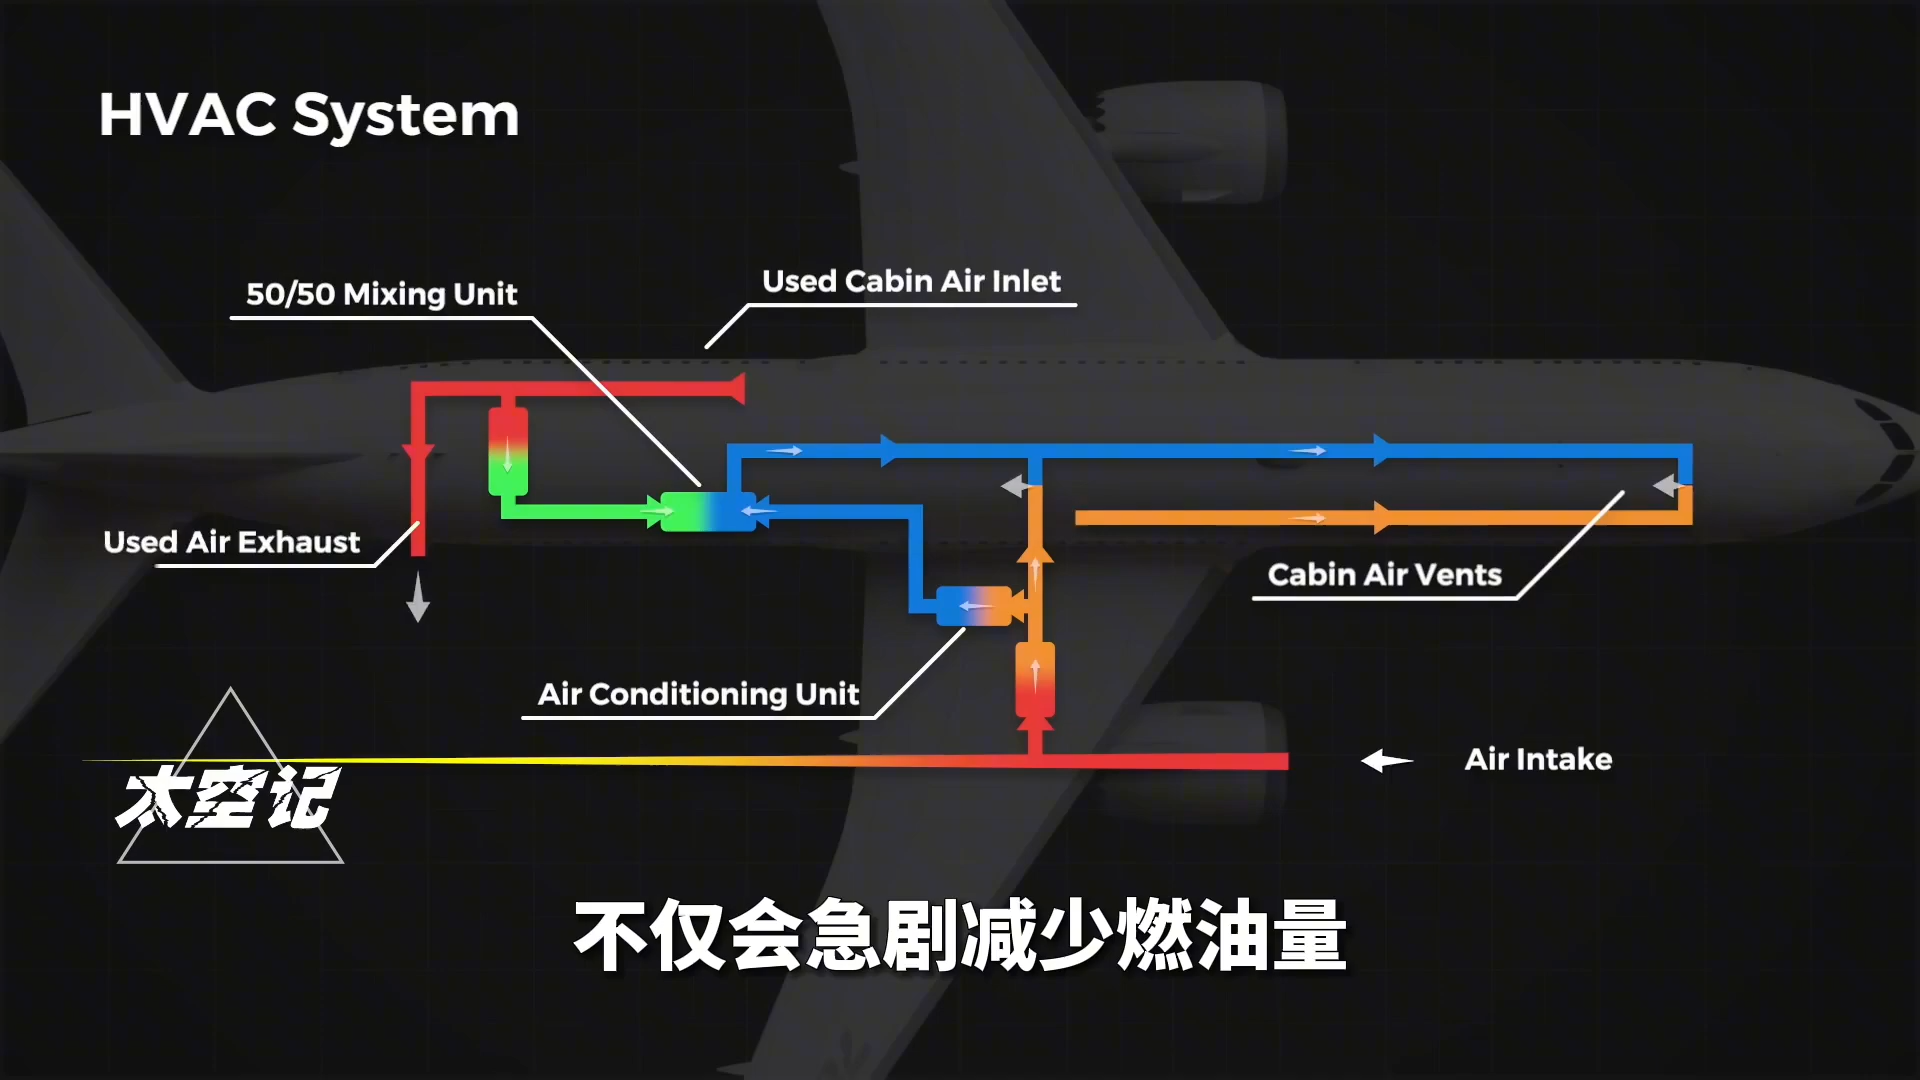 HVAC System
Used Cabin Air Inlet
50/50 Mixing Unit
Used Air Exhaust
Cabin Air Vents
Air Conditioning Unit
Air Intake
太空记
不仅会急剧减少燃油量